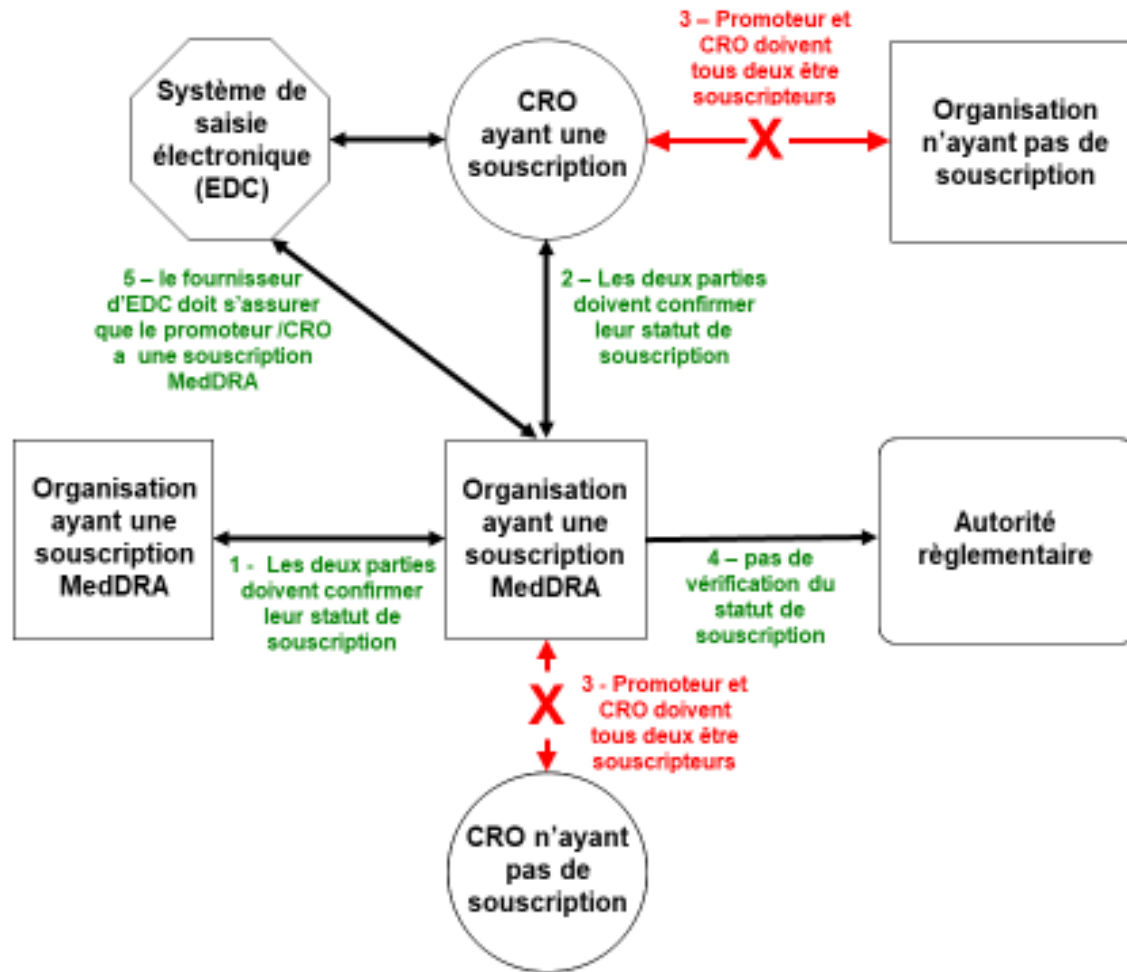 Système de
saisie
électronique
(EDC)
CRO
ayant une
souscription
3 – Promoteur et
CRO doivent
tous deux être
souscripteurs
X
Organisation
n'ayant pas de
souscription
5 – le fournisseur
d'EDC doit s'assurer
que le promoteur /CRO
a une souscription
MedDRA
2 – Les deux parties
doivent confirmer
leur statut de
souscription
Organisation
ayant une
souscription
MedDRA
1 - Les deux parties
doivent confirmer
leur statut de
souscription
Organisation
ayant une
souscription
MedDRA
4 – pas de
vérification du
statut de
souscription
Autorité
règlementaire
X
3 - Promoteur et
CRO doivent
tous deux être
souscripteurs
CRO n'ayant
pas de
souscription